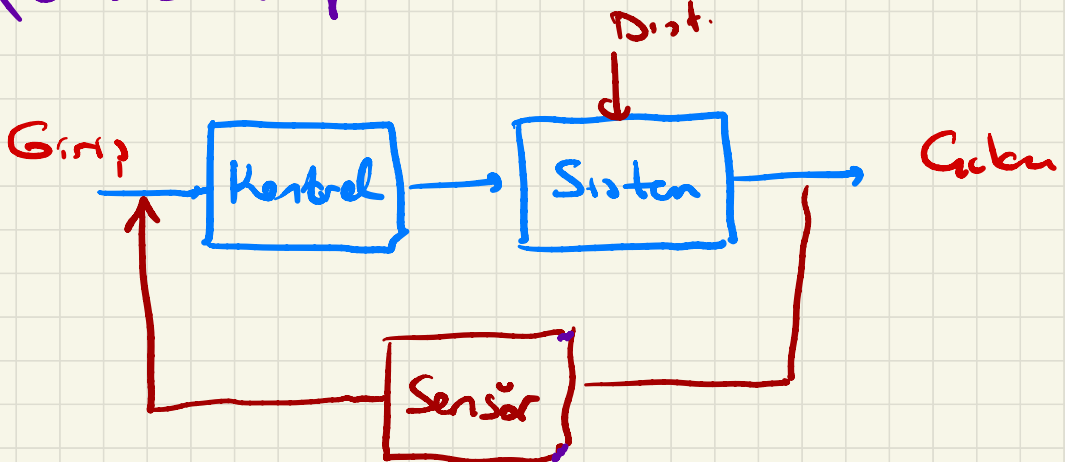 Dist.
Giriş
Kontrol
Sistem
Çıkış
Sensör